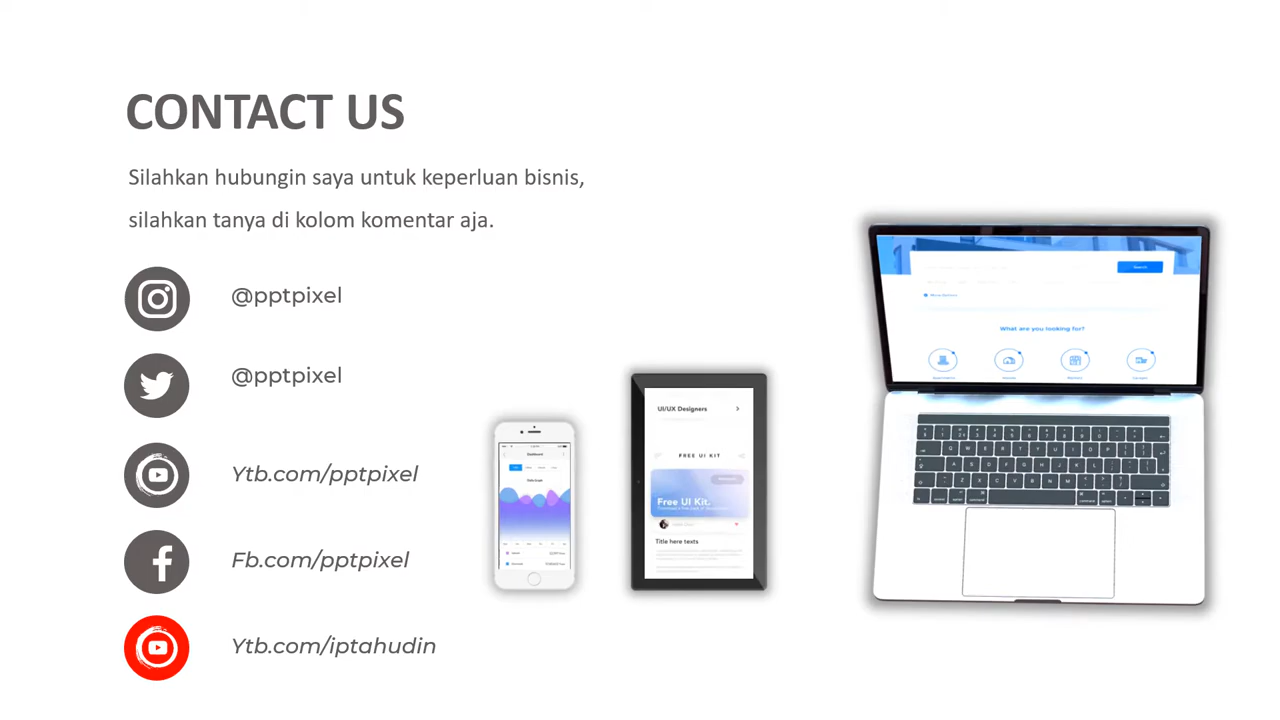 CONTACT US
Silahkan hubungin saya untuk keperluan bisnis,
silahkan tanya di kolom komentar aja.
@pptpixel
@pptpixel
Ytb.com/pptpixel
Fb.com/pptpixel
Ytb.com/iptahudin
Dashboard
UI/UX Designers
FREE UI KIT
Free UI Kit.
Title here texts
What are you looking for?